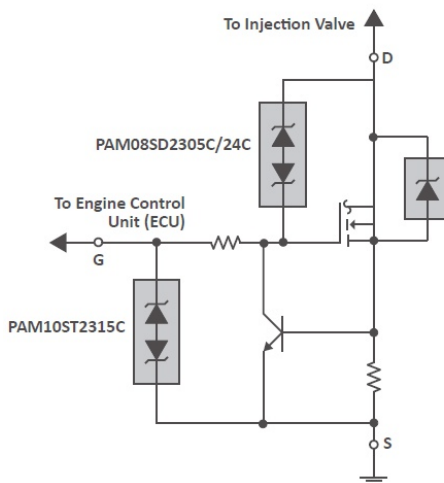 To Injection Valve
D
PAM08SD2305C/24C
To Engine Control
Unit (ECU)
G
PAM10ST2315C
S